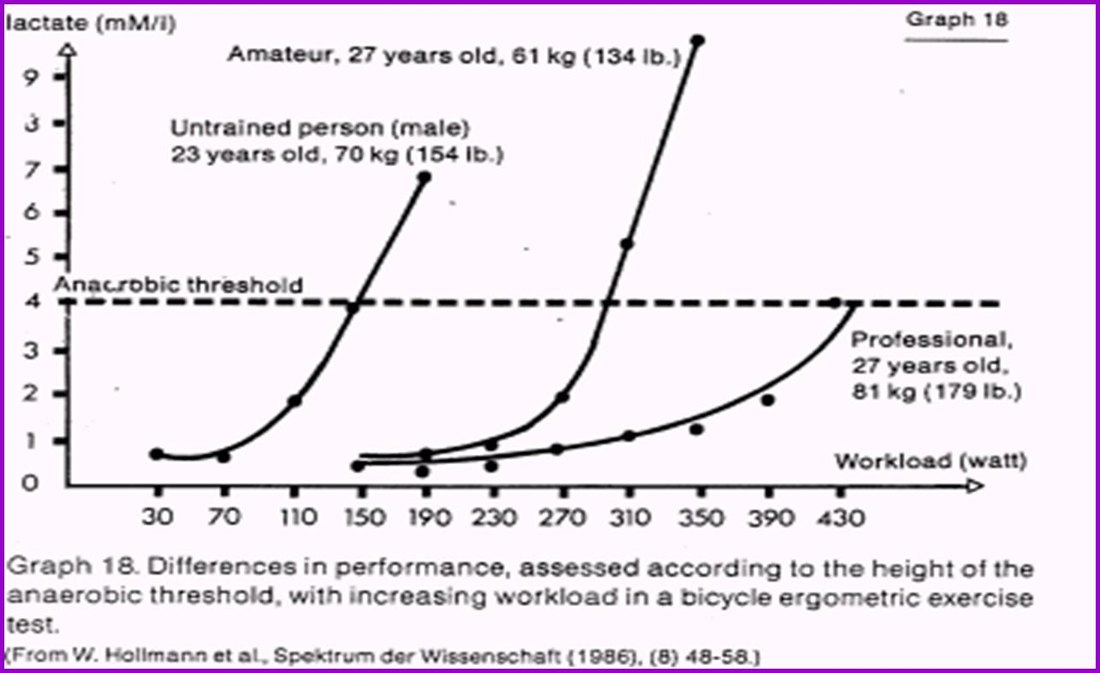 lactate (mM/l)
Graph 18
Amateur, 27 years old, 61 kg (134 lb.)
9
Untrained person (male)
23 years old, 70 kg (154 lb.)
7
6
5
Anaerobic threshold
4
3
2
1
0
Professional,
27 years old,
81 kg (179 lb.)
Workload (watt)
30 70 110 150 190 230 270 310 350 390 430
Graph 18. Differences in performance, assessed according to the height of the
anaerobic threshold, with increasing workload in a bicycle ergometric exercise
test.
(From W. Hollmann et al., Spektrum der Wissenschaft (1986), (8) 48-58.)